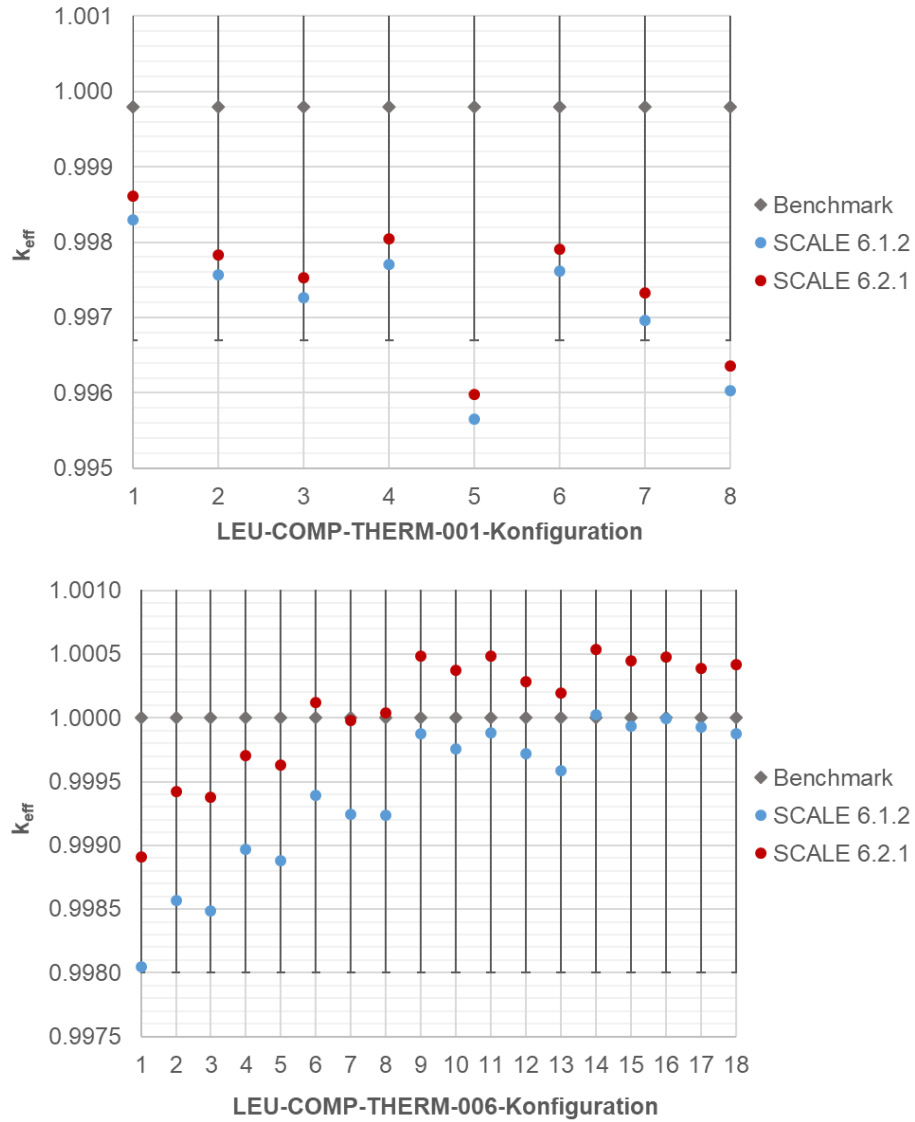 1.001
1.000
0.999
0.998
0.997
0.996
0.995
k_eff
1 2 3 4 5 6 7 8
LEU-COMP-THERM-001-Konfiguration
Benchmark
SCALE 6.1.2
SCALE 6.2.1
1.0010
1.0005
1.0000
0.9995
0.9990
0.9985
0.9980
0.9975
k_eff
1 2 3 4 5 6 7 8 9 10 11 12 13 14 15 16 17 18
LEU-COMP-THERM-006-Konfiguration
Benchmark
SCALE 6.1.2
SCALE 6.2.1